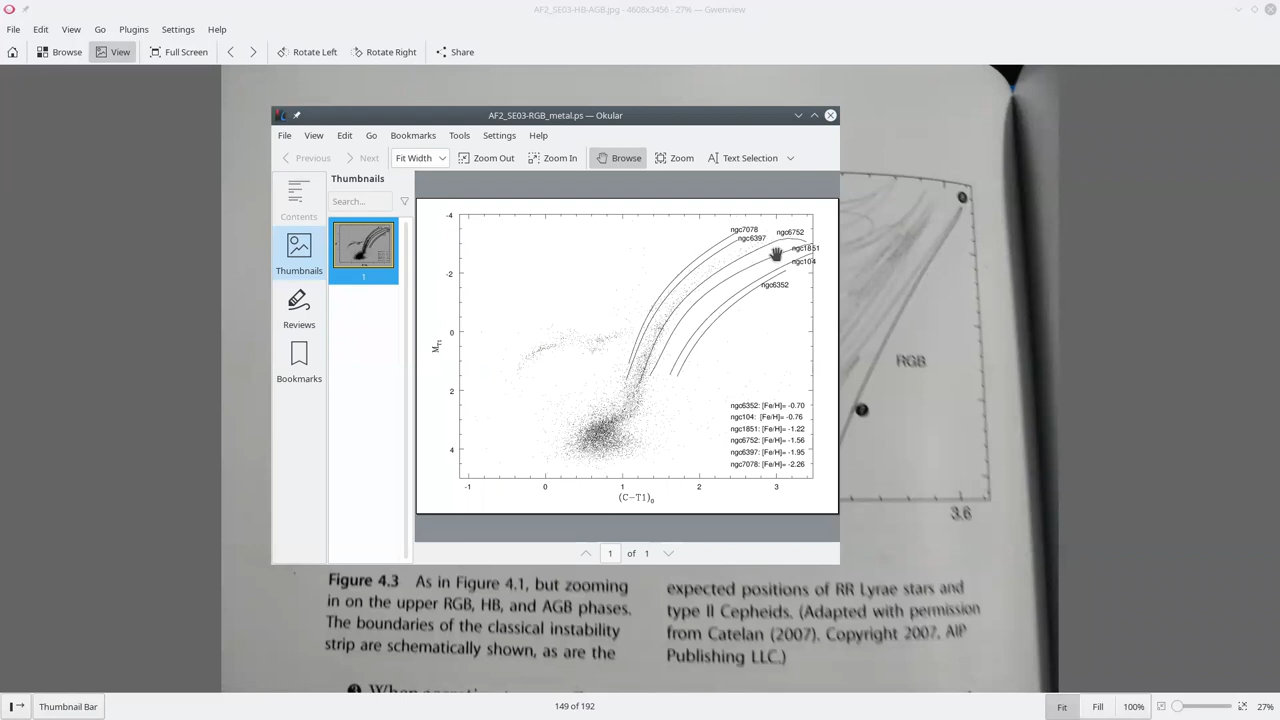 AF2_SE03-HB-AGB.jpg - 4608x3456 - 27% — Gwenview
File Edit View Go Plugins Settings Help
Browse View Full Screen Rotate Left Rotate Right Share
AF2_SE03-RGB_metal.ps — Okular
File View Edit Go Bookmarks Tools Settings Help
Previous Next Fit Width Zoom Out Zoom In Browse Zoom Text Selection
Contents
Thumbnails
Reviews
Bookmarks
Thumbnails
Search...
1
-4
-2
0
2
4
M_T1
-1 0 1 2 3
(C-T1)₀
ngc7078
ngc6397
ngc6752
ngc1851
ngc104
ngc6352
ngc6352: [Fe/H]= -0.70
ngc104: [Fe/H]= -0.76
ngc1851: [Fe/H]= -1.22
ngc6752: [Fe/H]= -1.56
ngc6397: [Fe/H]= -1.95
ngc7078: [Fe/H]= -2.26
1 of 1
RGB
3.6
Figure 4.3 As in Figure 4.1, but zooming
in on the upper RGB, HB, and AGB phases.
The boundaries of the classical instability
strip are schematically shown, as are the
expected positions of RR Lyrae stars and
type II Cepheids. (Adapted with permission
from Catelan (2007). Copyright 2007, AIP
Publishing LLC.)
Thumbnail Bar
149 of 192
Fit Fill 100% 27%